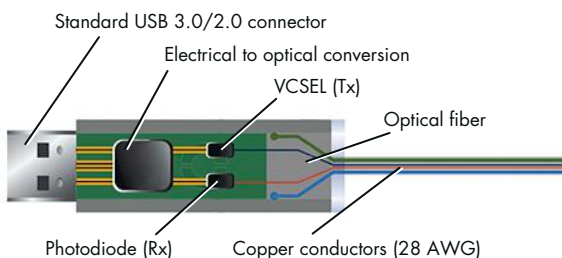 Standard USB 3.0/2.0 connector
Electrical to optical conversion
VCSEL (Tx)
Optical fiber
Photodiode (Rx)
Copper conductors (28 AWG)